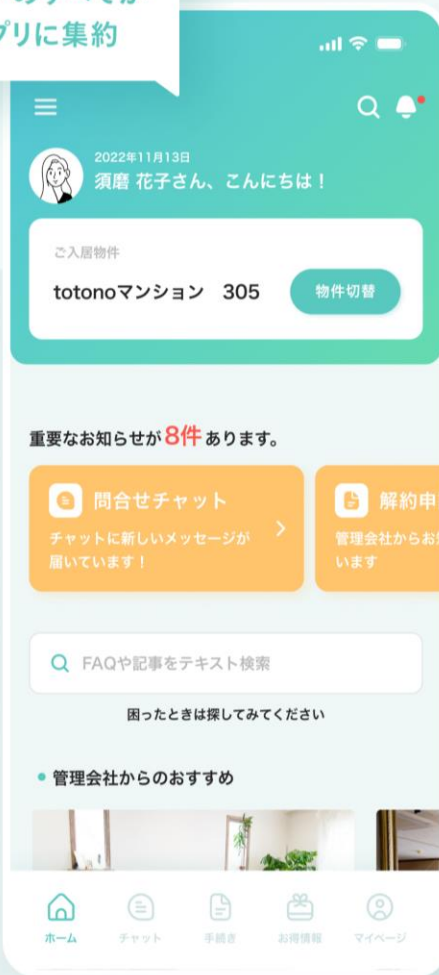 プリに集約
2022年11月13日
須磨 花子さん、こんにちは！
ご入居物件
totonoマンション 305
物件切替
重要なお知らせが8件あります。
問合せチャット
チャットに新しいメッセージが
届いています！
解約申
管理会社からお知
います
FAQや記事をテキスト検索
困ったときは探してみてください
管理会社からのおすすめ
ホーム
チャット
手続き
お得情報
マイページ